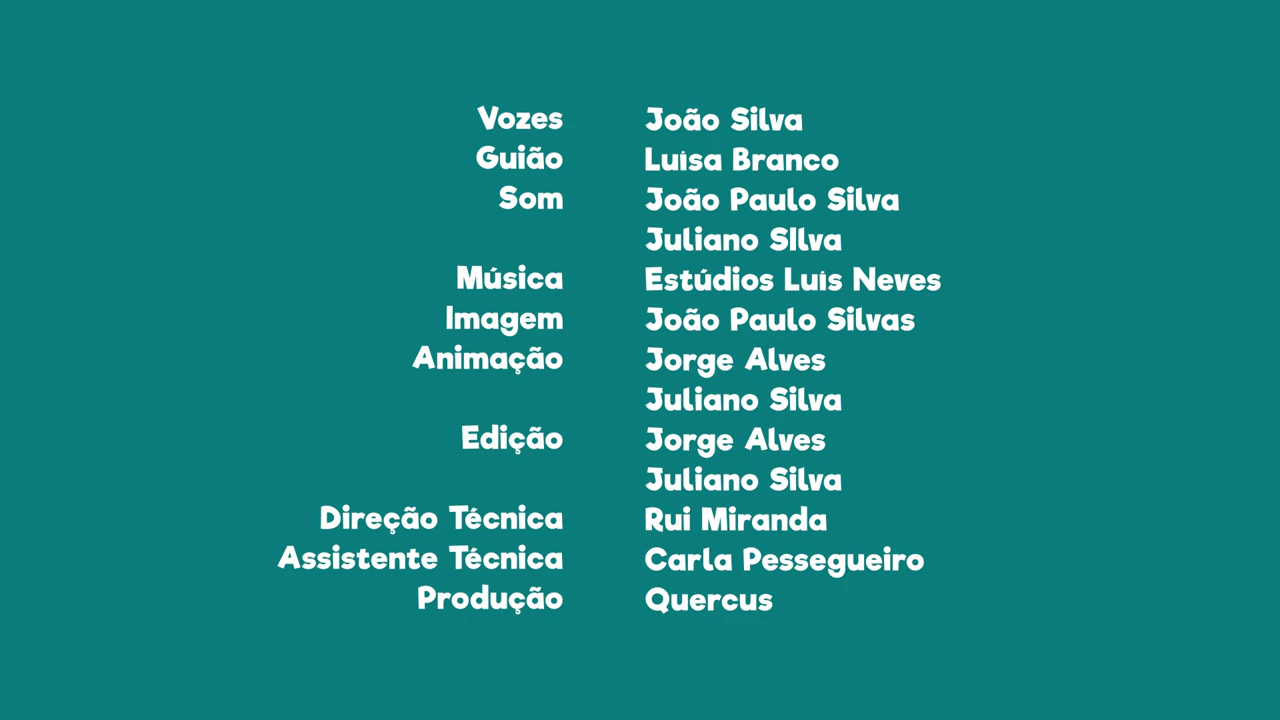 Vozes João Silva
Guião Luísa Branco
Som João Paulo Silva
Juliano SIlva
Música Estúdios Luís Neves
Imagem João Paulo Silvas
Animação Jorge Alves
Juliano Silva
Edição Jorge Alves
Juliano Silva
Direção Técnica Rui Miranda
Assistente Técnica Carla Pessegueiro
Produção Quercus